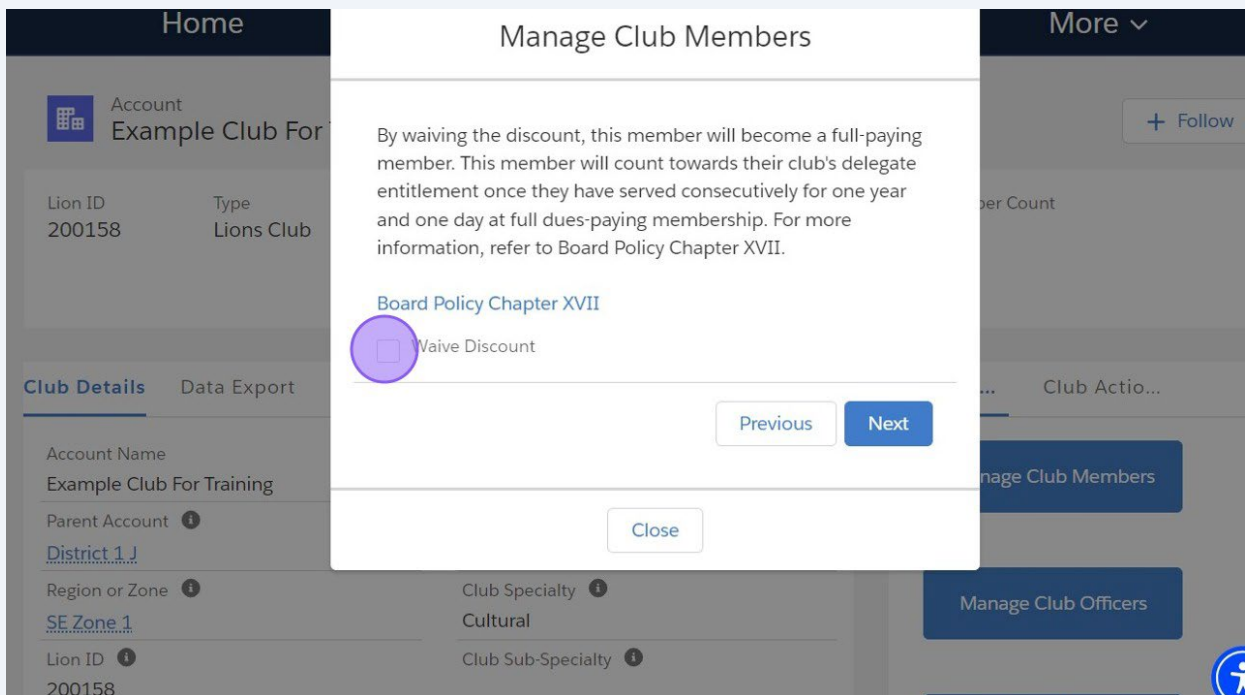 Home
More
Manage Club Members
Account
Example Club For
+ Follow
By waiving the discount, this member will become a full-paying
member. This member will count towards their club's delegate
entitlement once they have served consecutively for one year
and one day at full dues-paying membership. For more
information, refer to Board Policy Chapter XVII.
Lion ID
Type
200158
Lions Club
Count
Board Policy Chapter XVII
Waive Discount
Club Details
Data Export
Club Actio...
Previous
Next
Account Name
Example Club For Training
Club Members
Parent Account
District 1 J
Close
Region or Zone
SE Zone 1
Club Specialty
Cultural
Manage Club Officers
Lion ID
200158
Club Sub-Specialty